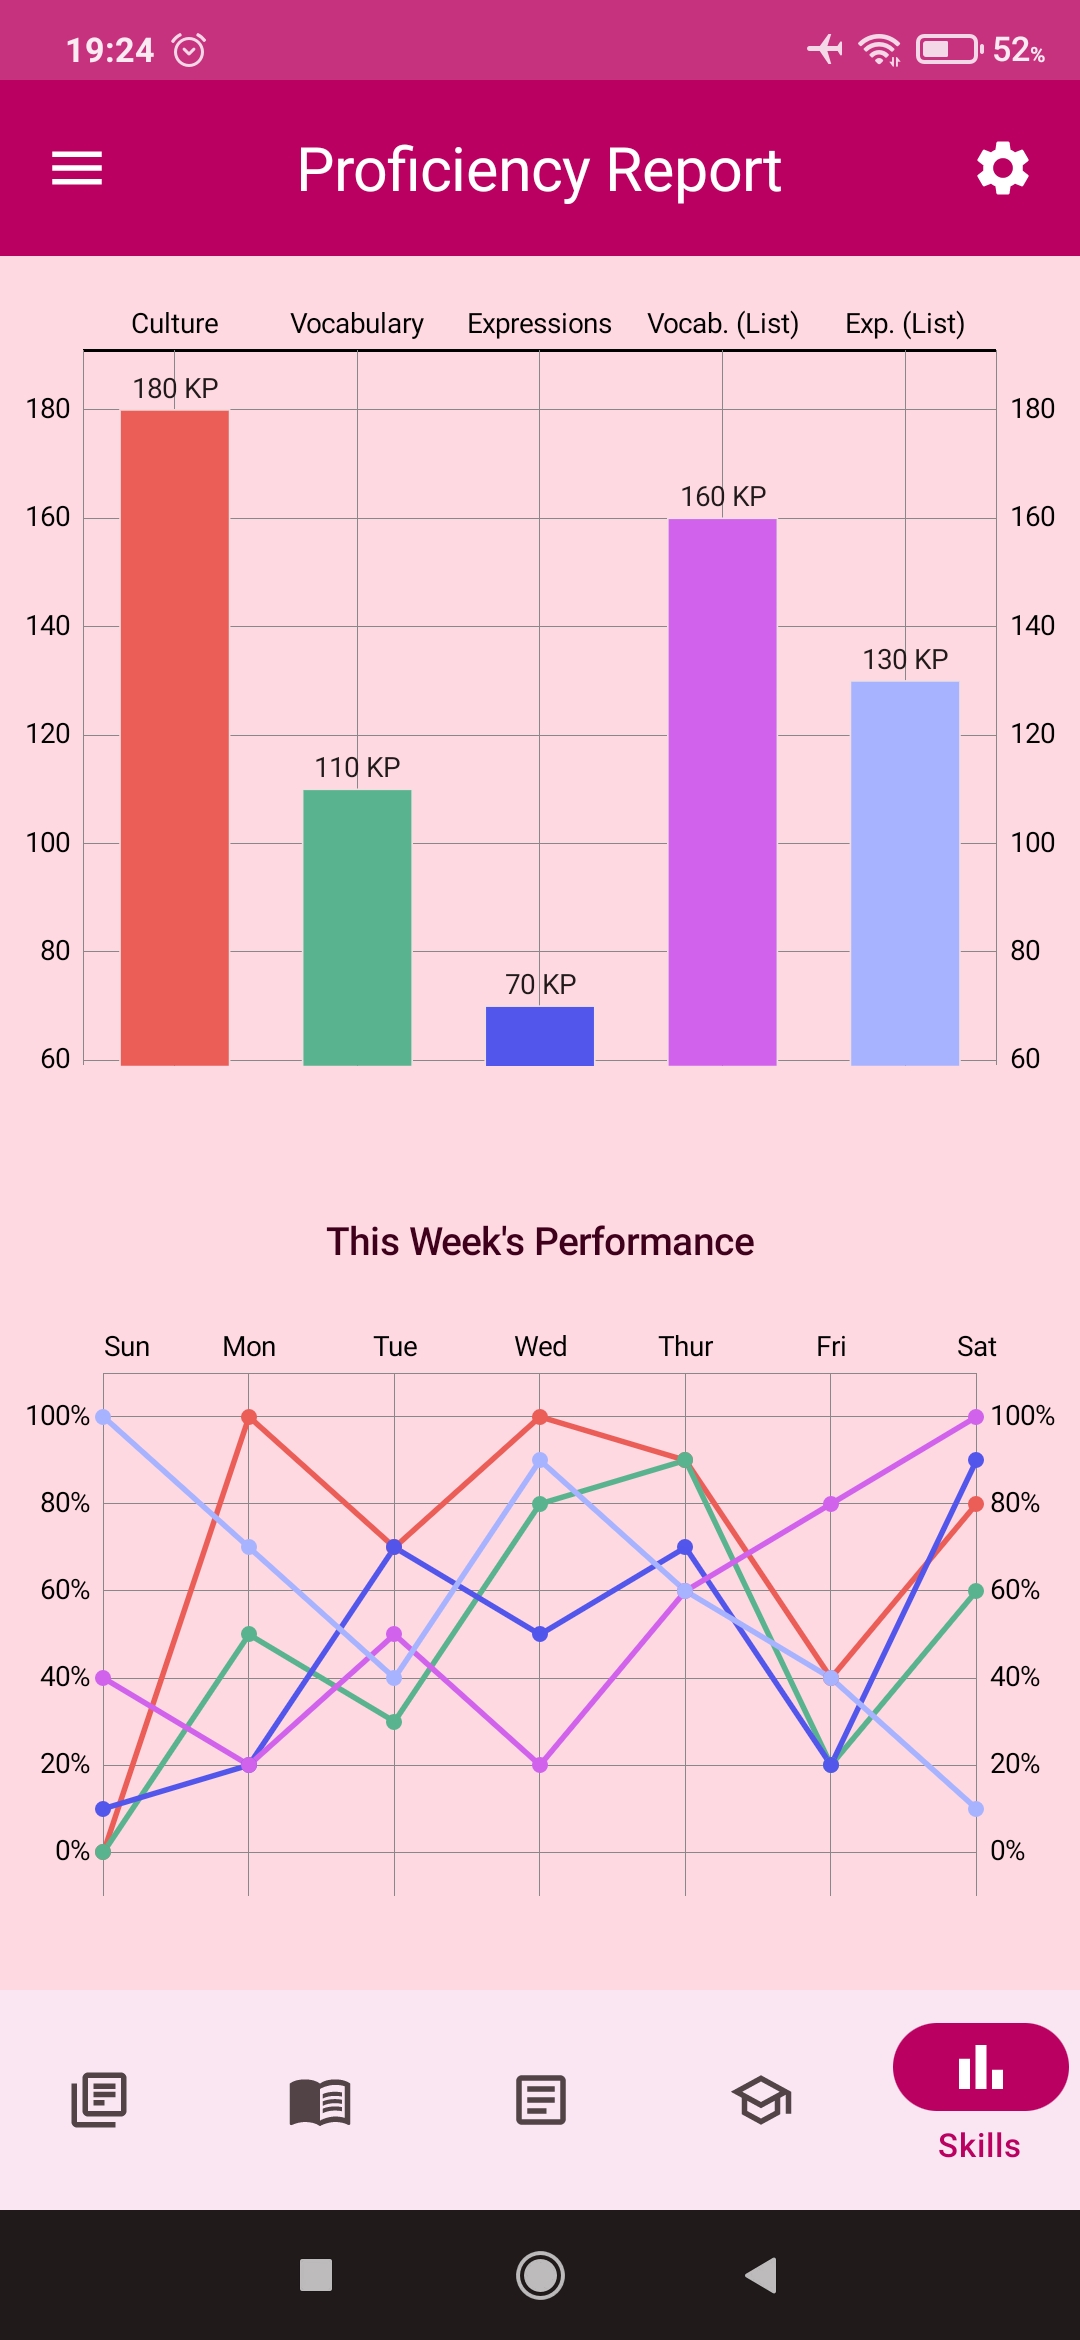 19:24 52%
Proficiency Report
Culture Vocabulary Expressions Vocab. (List) Exp. (List)
180 KP
180 180
160 KP
160 160
140 140
130 KP
120 120
110 KP
100 100
80 80
70 KP
60 60
This Week's Performance
Sun Mon Tue Wed Thur Fri Sat
100% 100%
80% 80%
60% 60%
40% 40%
20% 20%
0% 0%
Skills